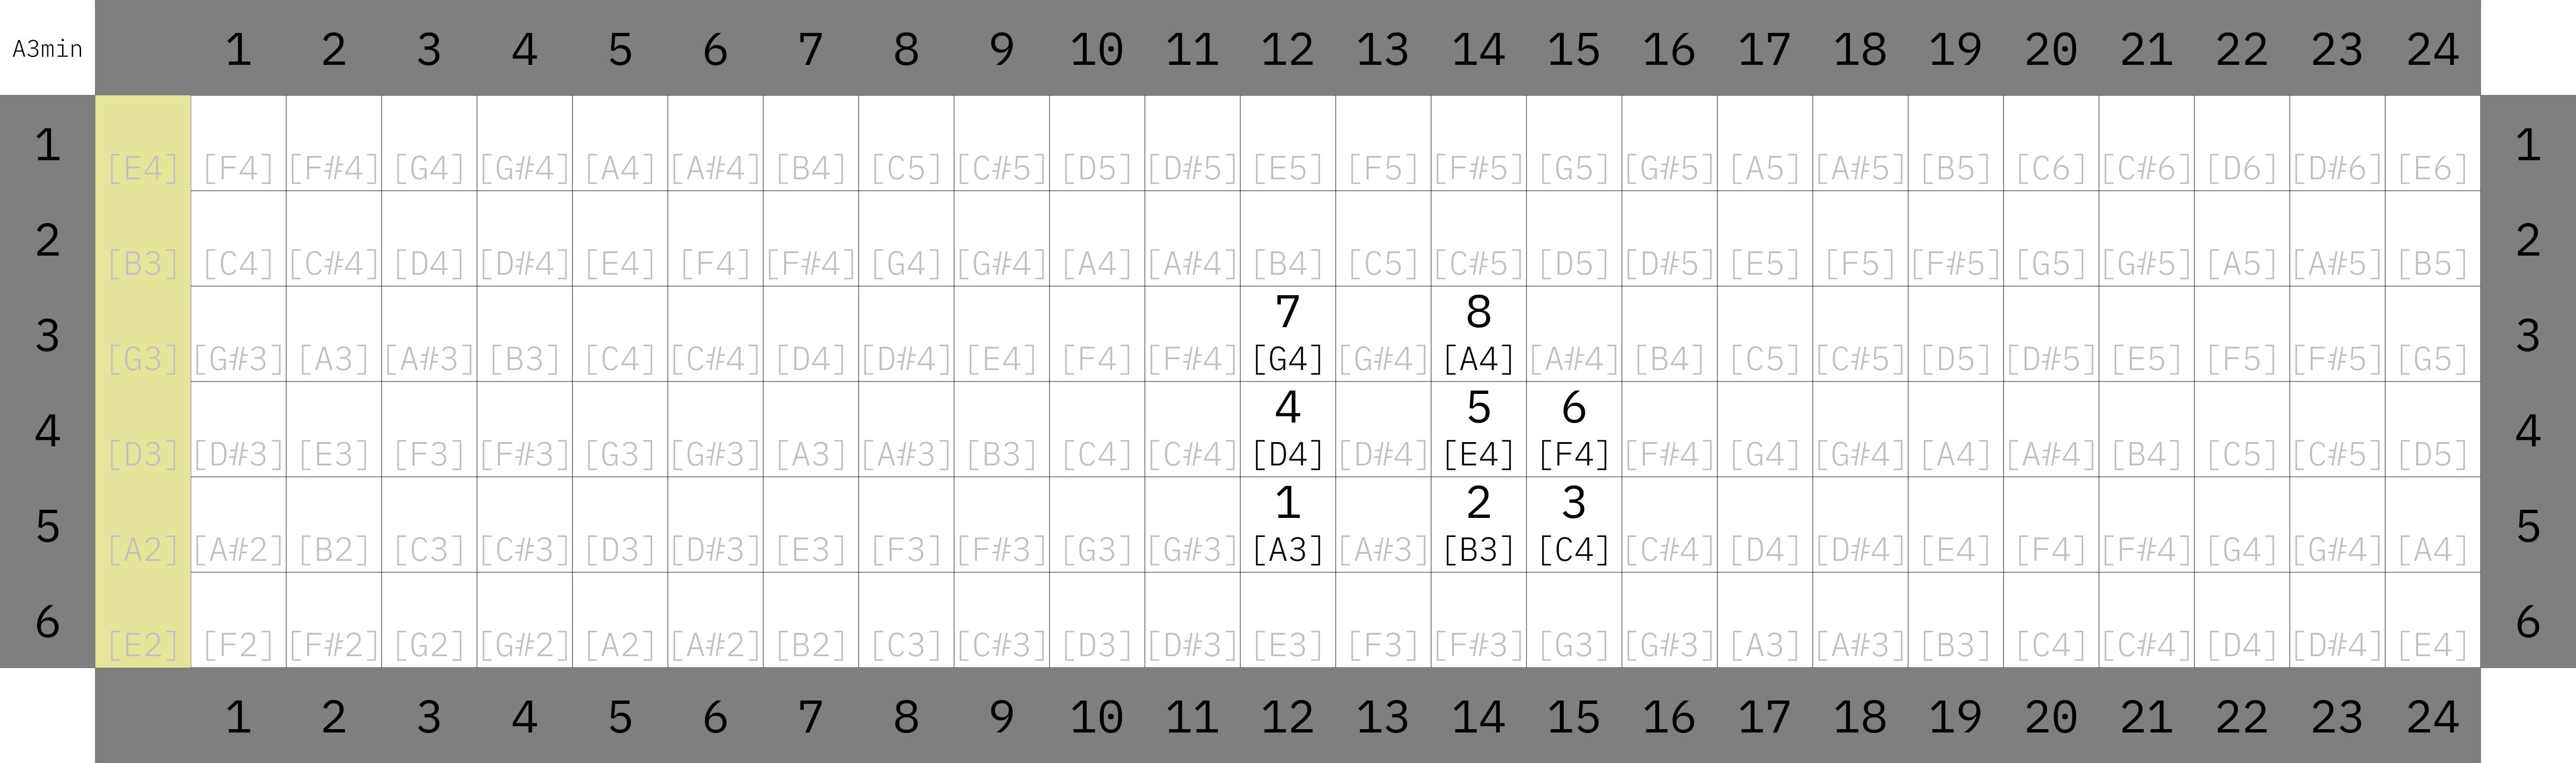 A3min 1 2 3 4 5 6 7 8 9 10 11 12 13 14 15 16 17 18 19 20 21 22 23 24
1 1
[E4] [F4] [F#4] [G4] [G#4] [A4] [A#4] [B4] [C5] [C#5] [D5] [D#5] [E5] [F5] [F#5] [G5] [G#5] [A5] [A#5] [B5] [C6] [C#6] [D6] [D#6] [E6]
2 2
[B3] [C4] [C#4] [D4] [D#4] [E4] [F4] [F#4] [G4] [G#4] [A4] [A#4] [B4] [C5] [C#5] [D5] [D#5] [E5] [F5] [F#5] [G5] [G#5] [A5] [A#5] [B5]
3 7 8 3
[G3] [G#3] [A3] [A#3] [B3] [C4] [C#4] [D4] [D#4] [E4] [F4] [F#4] [G4] [G#4] [A4] [A#4] [B4] [C5] [C#5] [D5] [D#5] [E5] [F5] [F#5] [G5]
4 4 5 6 4
[D3] [D#3] [E3] [F3] [F#3] [G3] [G#3] [A3] [A#3] [B3] [C4] [C#4] [D4] [D#4] [E4] [F4] [F#4] [G4] [G#4] [A4] [A#4] [B4] [C5] [C#5] [D5]
5 1 2 3 5
[A2] [A#2] [B2] [C3] [C#3] [D3] [D#3] [E3] [F3] [F#3] [G3] [G#3] [A3] [A#3] [B3] [C4] [C#4] [D4] [D#4] [E4] [F4] [F#4] [G4] [G#4] [A4]
6 6
[E2] [F2] [F#2] [G2] [G#2] [A2] [A#2] [B2] [C3] [C#3] [D3] [D#3] [E3] [F3] [F#3] [G3] [G#3] [A3] [A#3] [B3] [C4] [C#4] [D4] [D#4] [E4]
1 2 3 4 5 6 7 8 9 10 11 12 13 14 15 16 17 18 19 20 21 22 23 24